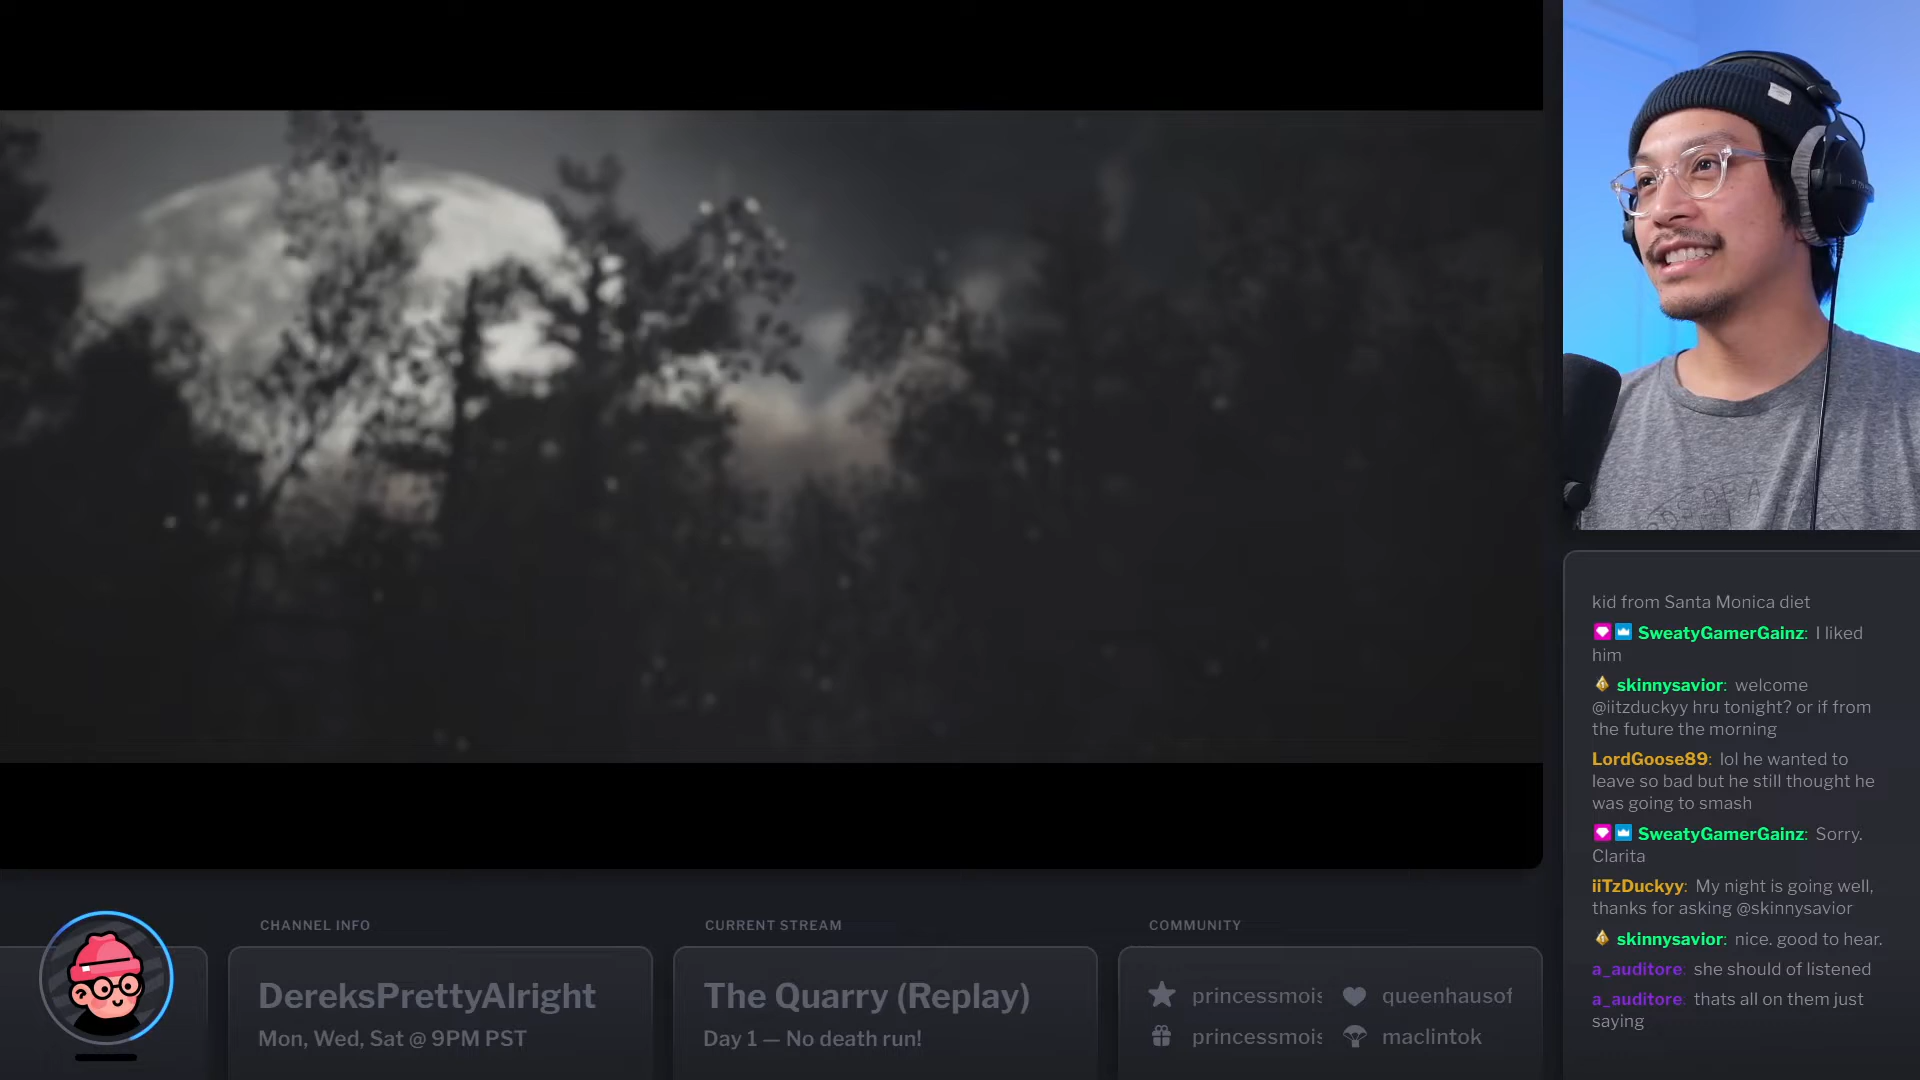 kid from Santa Monica diet
SweatyGamerGainz: I liked
him
skinnysavior: welcome
@iitzduckyy hru tonight? or if from
the future the morning
LordGoose89: lol he wanted to
leave so bad but he still thought he
was going to smash
SweatyGamerGainz: Sorry.
Clarita
iiTzDuckyy: My night is going well,
thanks for asking @skinnysavior
skinnysavior: nice. good to hear.
a_auditore: she should of listened
a_auditore: thats all on them just
saying
CHANNEL INFO
DereksPrettyAlright
Mon, Wed, Sat @ 9PM PST
CURRENT STREAM
The Quarry (Replay)
Day 1 — No death run!
COMMUNITY
princessmois queenhausof
princessmois maclintok